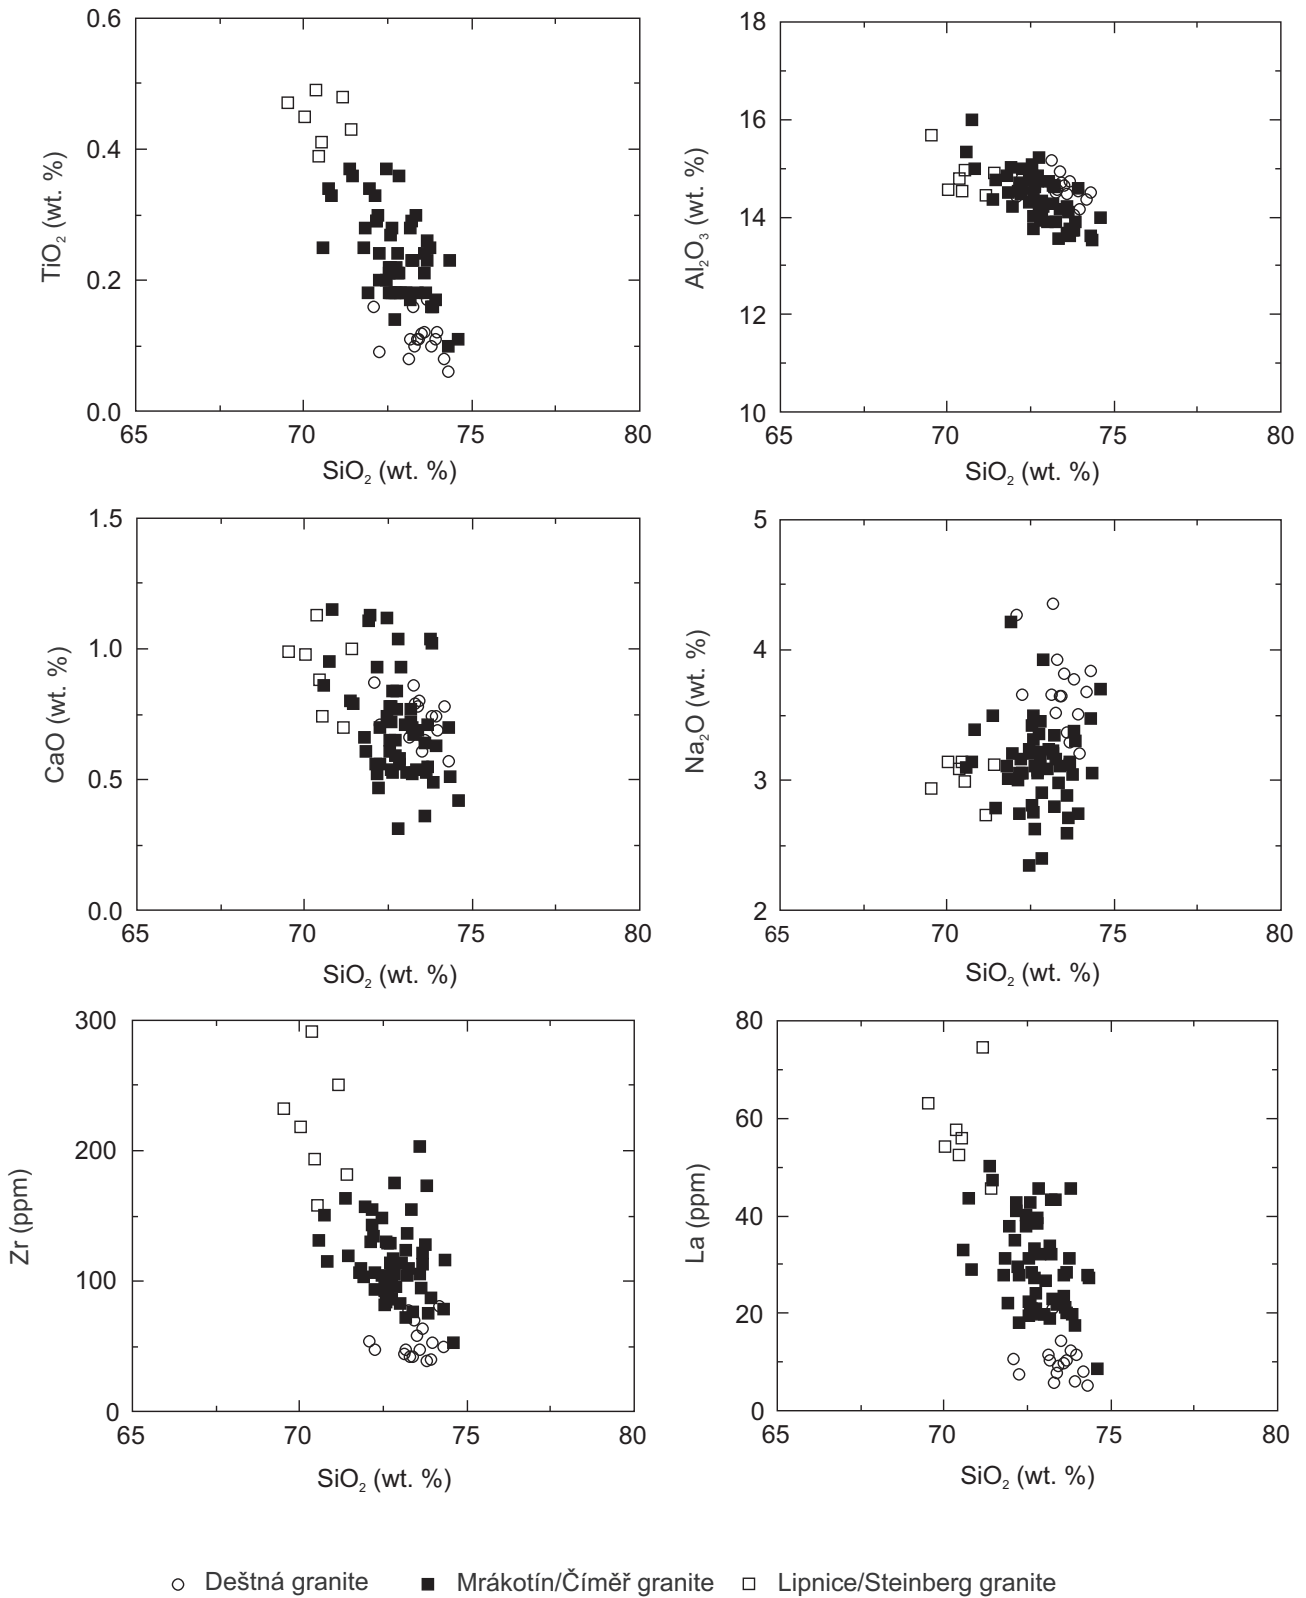 0.6
0.4
0.2
0.0
TiO₂ (wt. %)
65 70 75 80
SiO₂ (wt. %)
18
16
14
12
10
Al₂O₃ (wt. %)
65 70 75 80
SiO₂ (wt. %)
1.5
1.0
0.5
0.0
CaO (wt. %)
65 70 75 80
SiO₂ (wt. %)
5
4
3
2
Na₂O (wt. %)
65 70 75 80
SiO₂ (wt. %)
300
200
100
0
Zr (ppm)
65 70 75 80
SiO₂ (wt. %)
80
60
40
20
0
La (ppm)
65 70 75 80
SiO₂ (wt. %)
Deštná granite Mrákotín/Číměř granite Lipnice/Steinberg granite